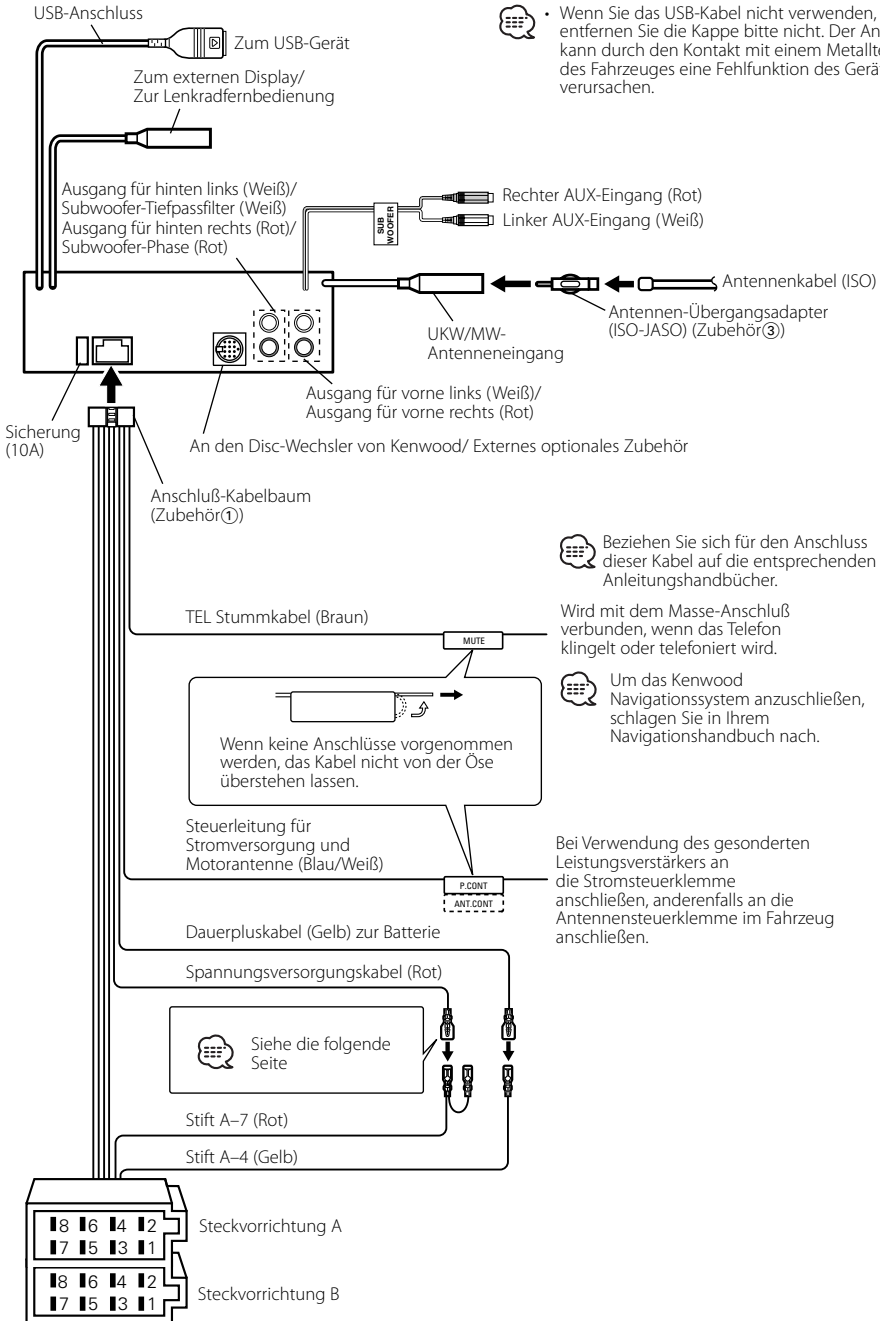 USB-Anschluss
Zum USB-Gerät
Zum externen Display/
Zur Lenkradfernbedienung
• Wenn Sie das USB-Kabel nicht verwenden,
entfernen Sie die Kappe bitte nicht. Der
kann durch den Kontakt mit einem
des Fahrzeuges eine Fehlfunktion des
verursachen.
Ausgang für hinten links (Weiß)/
Subwoofer-Tiefpassfilter (Weiß)
Ausgang für hinten rechts (Rot)/
Subwoofer-Phase (Rot)
SUB
WOOFER
Rechter AUX-Eingang (Rot)
Linker AUX-Eingang (Weiß)
Antennenkabel (ISO)
Antennen-Übergangsadapter
(ISO-JASO) (Zubehör③)
UKW/MW-
Antenneneingang
Ausgang für vorne links (Weiß)/
Ausgang für vorne rechts (Rot)
Sicherung
(10A)
An den Disc-Wechsler von Kenwood/ Externes optionales Zubehör
Anschluß-Kabelbaum
(Zubehör①)
Beziehen Sie sich für den Anschluss
dieser Kabel auf die entsprechenden
Anleitungshandbücher.
TEL Stummkabel (Braun)
MUTE
Wird mit dem Masse-Anschluß
verbunden, wenn das Telefon
klingelt oder telefoniert wird.
Um das Kenwood
Navigationssystem anzuschließen,
schlagen Sie in Ihrem
Navigationshandbuch nach.
Wenn keine Anschlüsse vorgenommen
werden, das Kabel nicht von der Öse
überstehen lassen.
Steuerleitung für
Stromversorgung und
Motorantenne (Blau/Weiß)
P.CONT
ANT.CONT
Bei Verwendung des gesonderten
Leistungsverstärkers an
die Stromsteuerklemme
anschließen, anderenfalls an die
Antennensteuerklemme im Fahrzeug
anschließen.
Dauerpluskabel (Gelb) zur Batterie
Spannungsversorgungskabel (Rot)
Siehe die folgende
Seite
Stift A–7 (Rot)
Stift A–4 (Gelb)
8 6 4 2
7 5 3 1
Steckvorrichtung A
8 6 4 2
7 5 3 1
Steckvorrichtung B